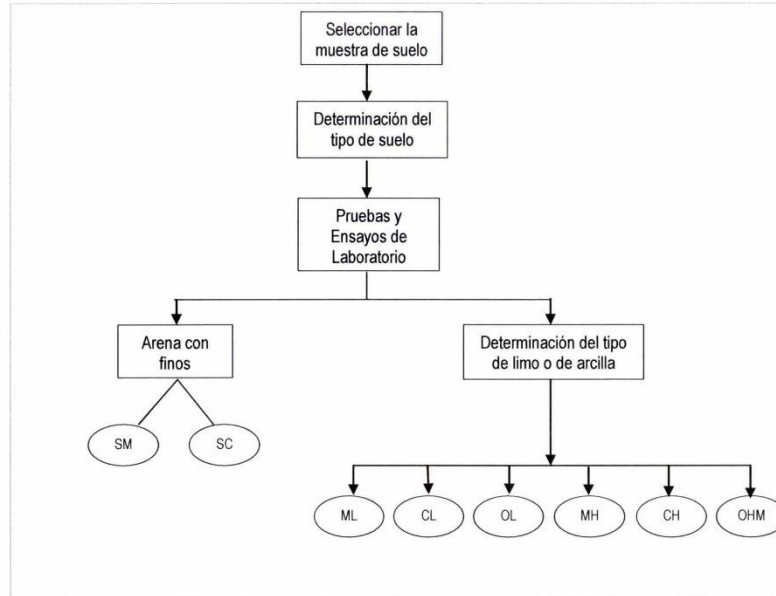 Seleccionar la
muestra de suelo
Determinación del
tipo de suelo
Pruebas y
Ensayos de
Laboratorio
Arena con
finos
Determinación del tipo
de limo o de arcilla
SM
SC
ML
CL
OL
MH
CH
OHM